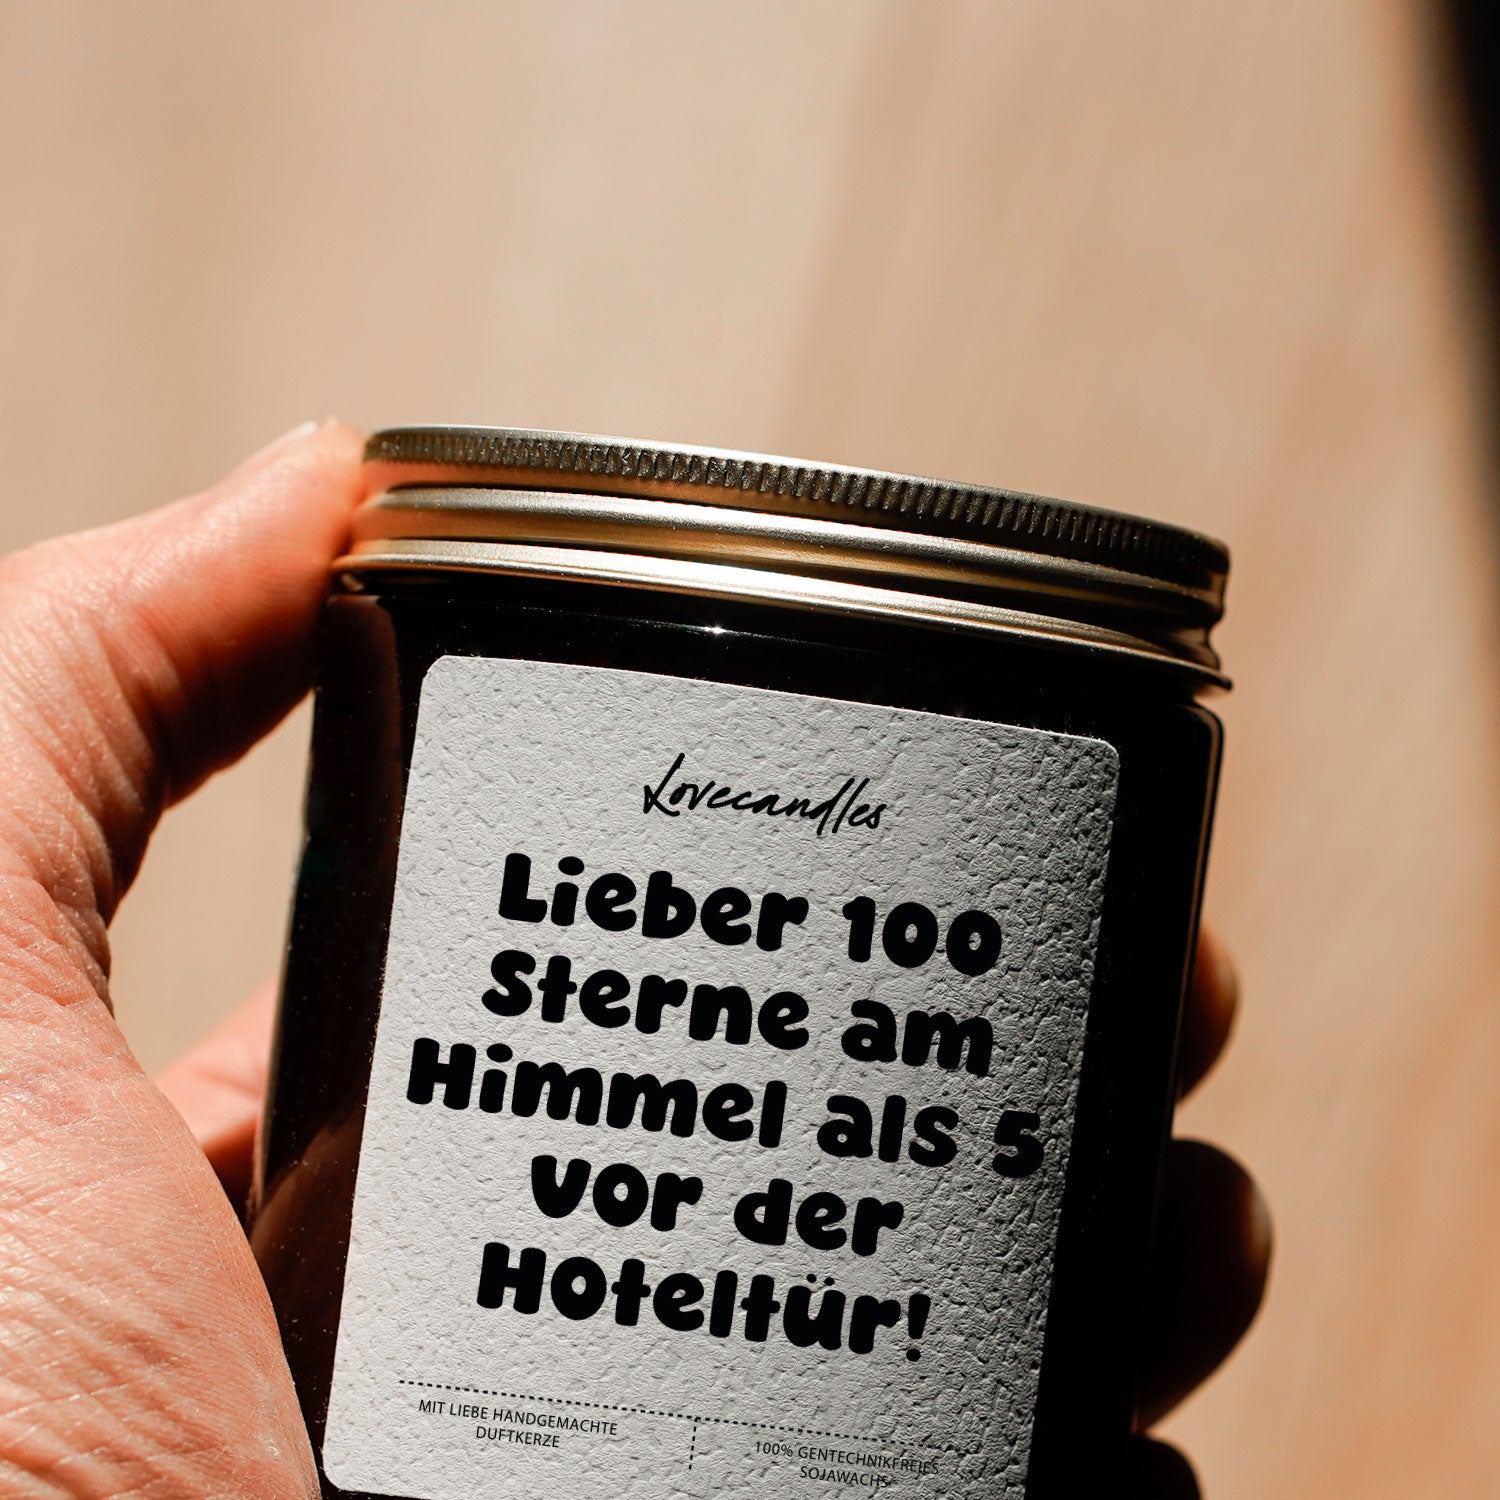 Lovecandles
Lieber 100
Sterne am
Himmel als 5
vor der
Hoteltür!
MIT LIEBE HANDGEMACHTE
DUFTKERZE
100% GENTECHNIKFREIES
SOJAWACHS